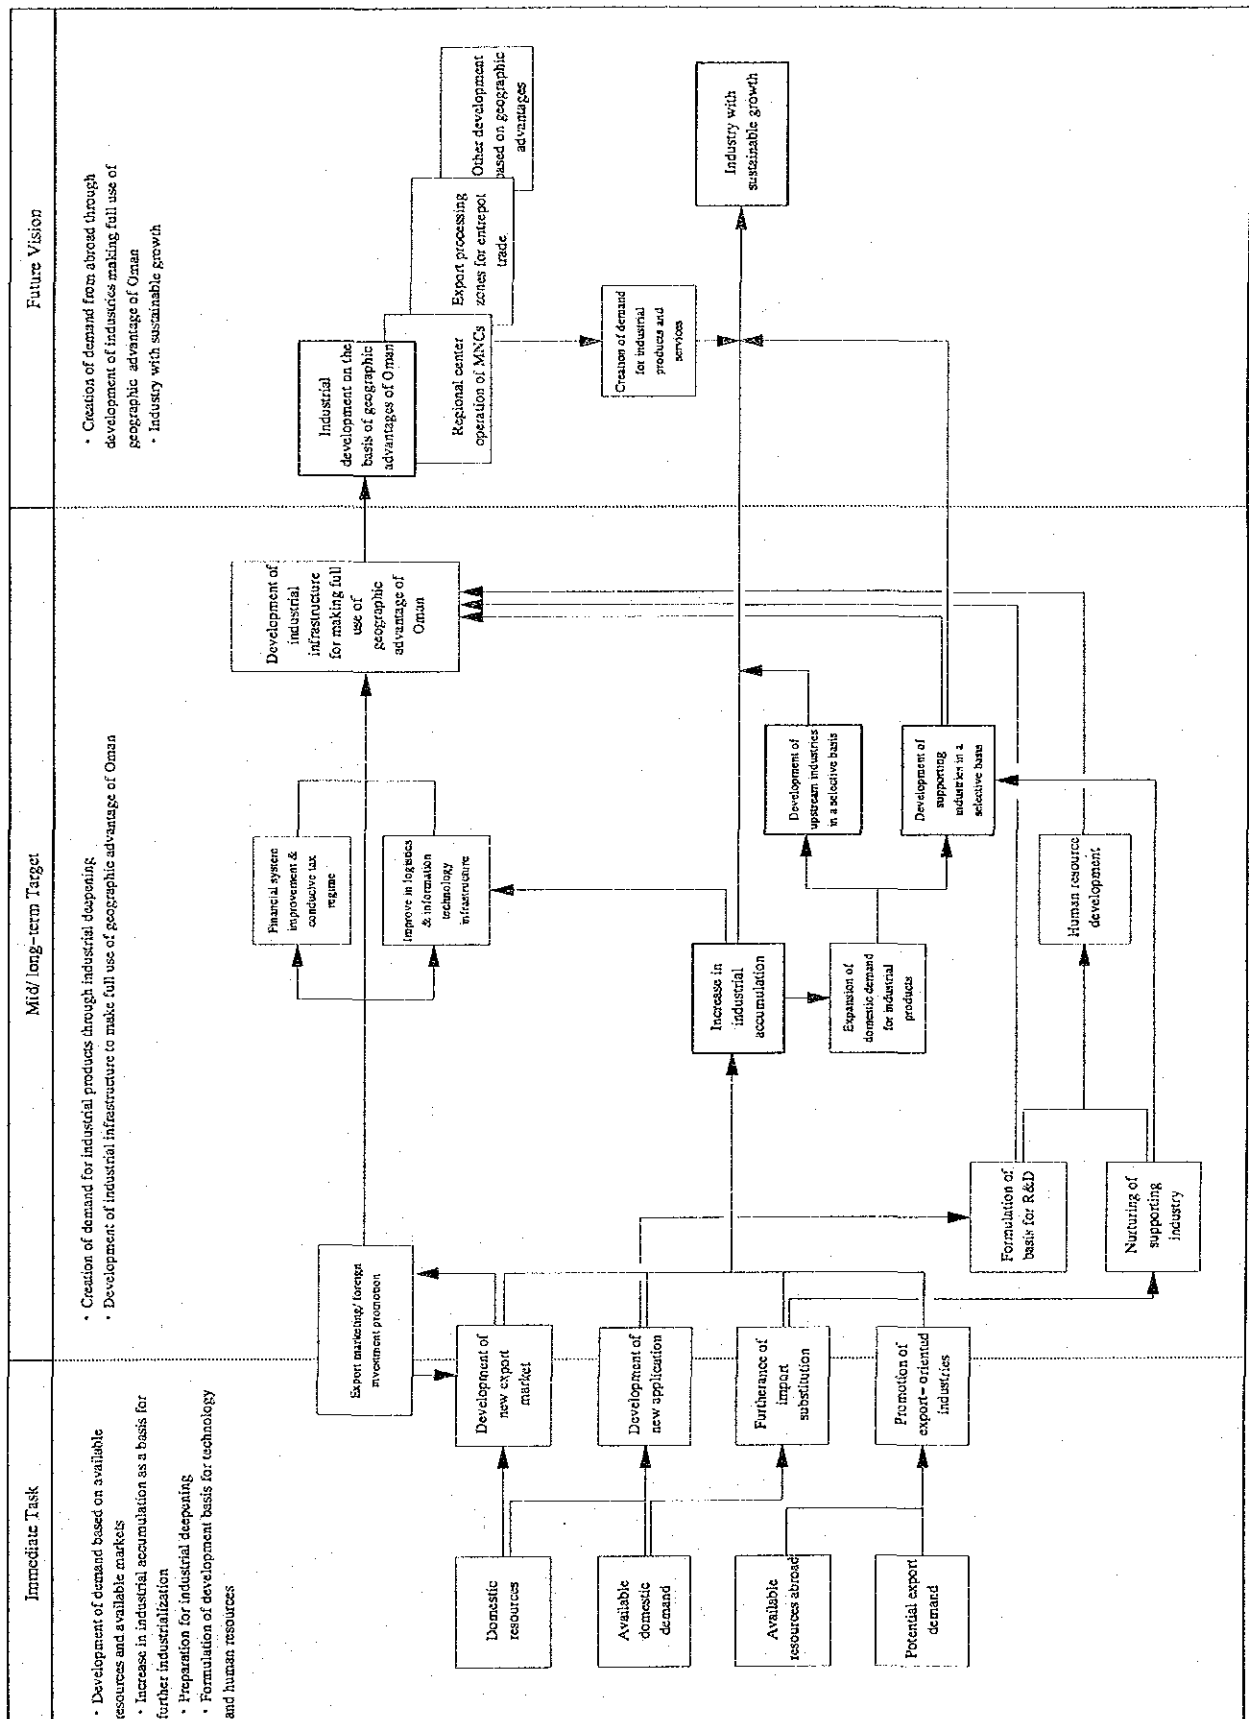 Immediate Task
Mid/ long-term Target
Future Vision
・ Development of demand based on available
resources and available markets
・ Increase in industrial accumulation as a basis for
further industrialization
・ Preparation for industrial deepening
・ Formulation of development basis for technology
and human resources
・ Creation of demand for industrial products through industrial deepening
・ Development of industrial infrastructure to make full use of geographic advantage of Oman
・ Creation of demand from abroad through
development of industries making full use of
geographic advantage of Oman
・ Industry with sustainable growth
Domestic
resources
Available
domestic
demand
Available
resources abroad
Potential export
demand
Export marketing/ foreign
investment promotion
Development of
new export
market
Development of
new application
Furtherance of
import
substitution
Promotion of
export- oriented
industries
Formulation of
basis for R&D
Nurturing of
supporting
industry
Financial system
improvement &
conducive tax
regime
Improve in logistics
& information
technology
infrastructure
Increase in
industrial
accumulation
Expansion of
domestic demand
for industrial
products
Human resource
development
Development of
upstream industries
in a selective basis
Development of
supporting
industries in a
selective basis
Development of
industrial
infrastructure
for making full
use of
geographic
advantage of
Oman
Industrial
development on the
basis of geographic
advantages of Oman
Regional center
operation of MNCs
Export processing
zones for entrepot
trade
Other development
based on geographic
advantages
Creation of demand
for industrial
products and
services
Industry with
sustainable growth